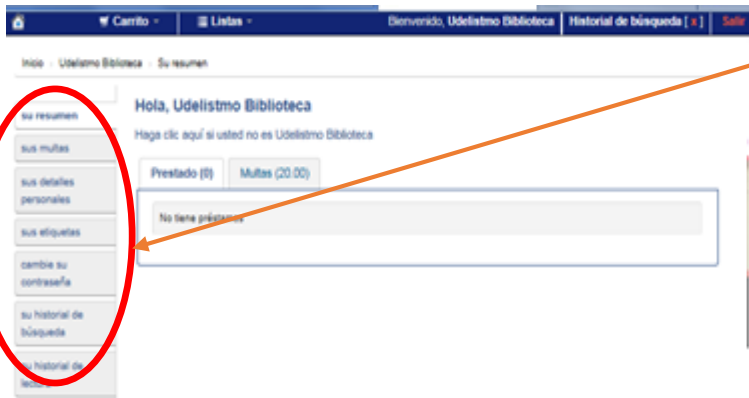 Carrito Listas Bienvenido, Udelistmo Biblioteca Historial de búsqueda [x] Salir
Inicio › Udelistmo Biblioteca › Su resumen
su resumen
Hola, Udelistmo Biblioteca
Haga clic aquí si usted no es Udelistmo Biblioteca
sus multas
Prestado (0) Multas (20.00)
sus detalles
personales
No tiene préstamos
sus etiquetas
cambie su
contraseña
su historial de
búsqueda
su historial de